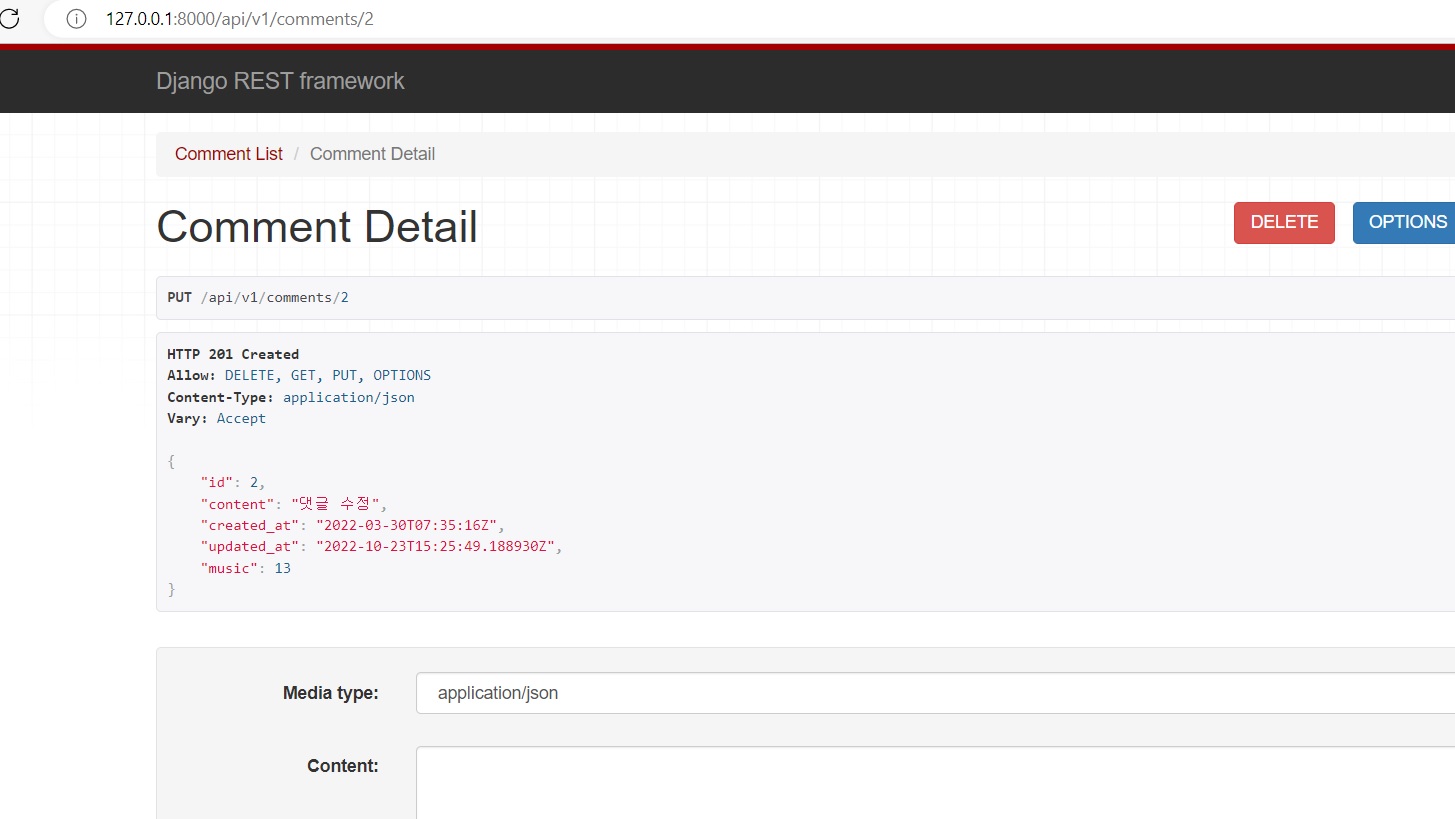 127.0.0.1:8000/api/v1/comments/2
Django REST framework
Comment List / Comment Detail
Comment Detail
DELETE
OPTIONS
PUT /api/v1/comments/2
HTTP 201 Created
Allow: DELETE, GET, PUT, OPTIONS
Content-Type: application/json
Vary: Accept
{
"id": 2,
"content": "댓글 수정",
"created_at": "2022-03-30T07:35:16Z",
"updated_at": "2022-10-23T15:25:49.188930Z",
"music": 13
}
Media type:
application/json
Content: